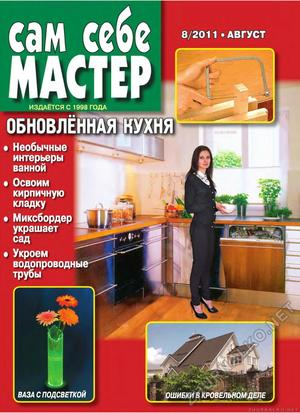 сам себе
МАСТЕР
ИЗДАЁТСЯ С 1998 ГОДА
8/2011 • АВГУСТ
ОБНОВЛЁННАЯ КУХНЯ
• Необычные
интерьеры
ванной
• Освоим
кирпичную
кладку
• Миксбордер
украшает
сад
• Укроем
водопроводные
трубы
ВАЗА С ПОДСВЕТКОЙ
ОШИБКИ В КРОВЕЛЬНОМ ДЕЛЕ